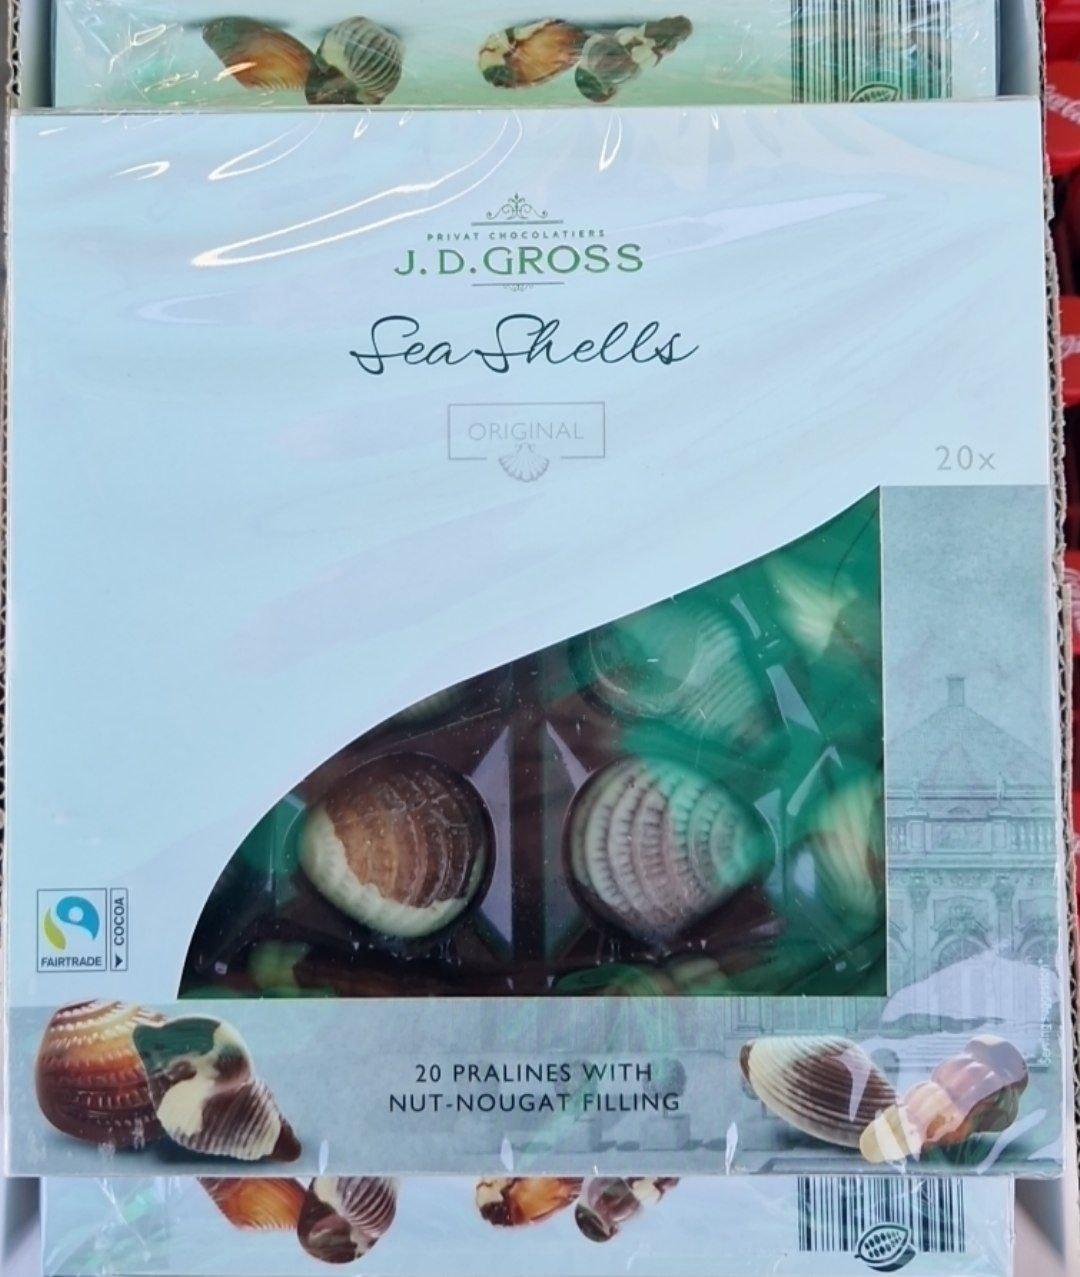 PRIVAT CHOCOLATIERS
J. D. GROSS
Sea Shells
ORIGINAL
20x
FAIRTRADE
COCOA
20 PRALINES WITH
NUT-NOUGAT FILLING